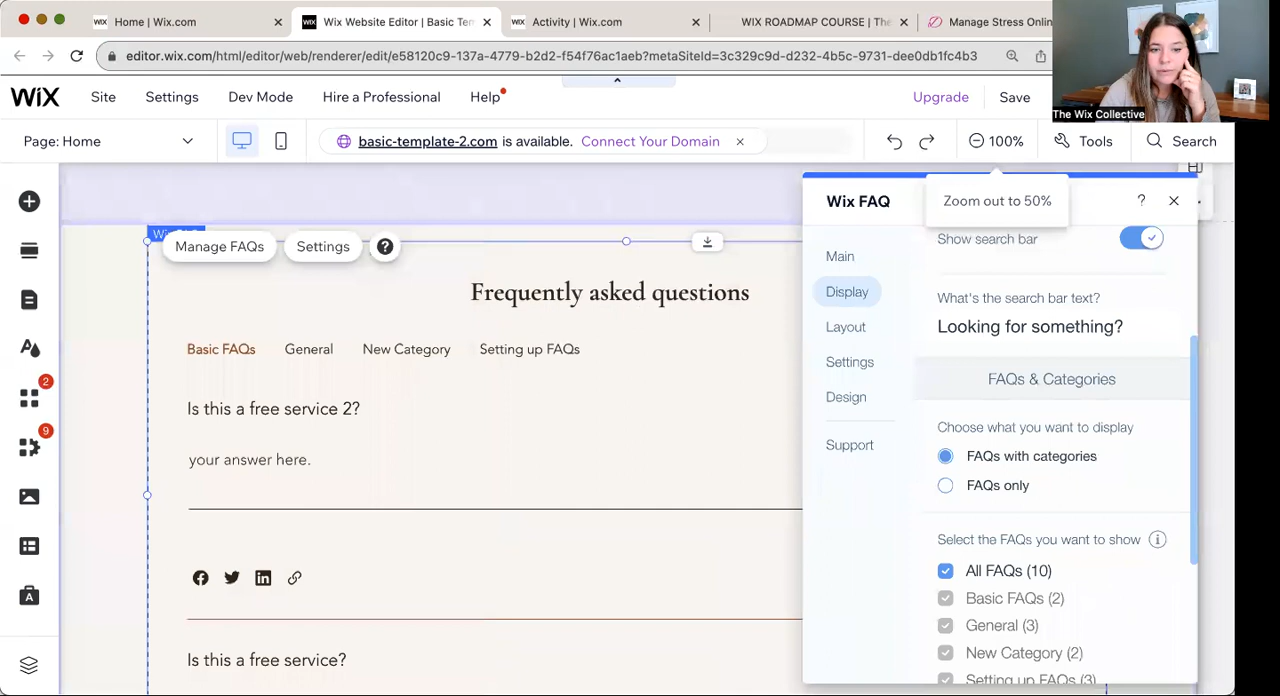 Home | Wix.com
Wix Website Editor | Basic Tem
Activity | Wix.com
WIX ROADMAP COURSE | The
Manage Stress Onlin
editor.wix.com/html/editor/web/renderer/edit/e58120c9-137a-4779-b2d2-f54f76ac1aeb?metaSiteId=3c329c9d-d232-4b5c-9731-dee0db1fc4b3
WiX Site Settings Dev Mode Hire a Professional Help Upgrade Save
The Wix Collective
Page: Home basic-template-2.com is available. Connect Your Domain 100% Tools Search
Zoom out to 50%
Wix FAQ
Manage FAQs Settings
Frequently asked questions
Basic FAQs General New Category Setting up FAQs
Is this a free service 2?
your answer here.
Is this a free service?
Main
Display
Layout
Settings
Design
Support
Show search bar
What's the search bar text?
Looking for something?
FAQs & Categories
Choose what you want to display
FAQs with categories
FAQs only
Select the FAQs you want to show
All FAQs (10)
Basic FAQs (2)
General (3)
New Category (2)
Setting up FAQs (3)
2
9